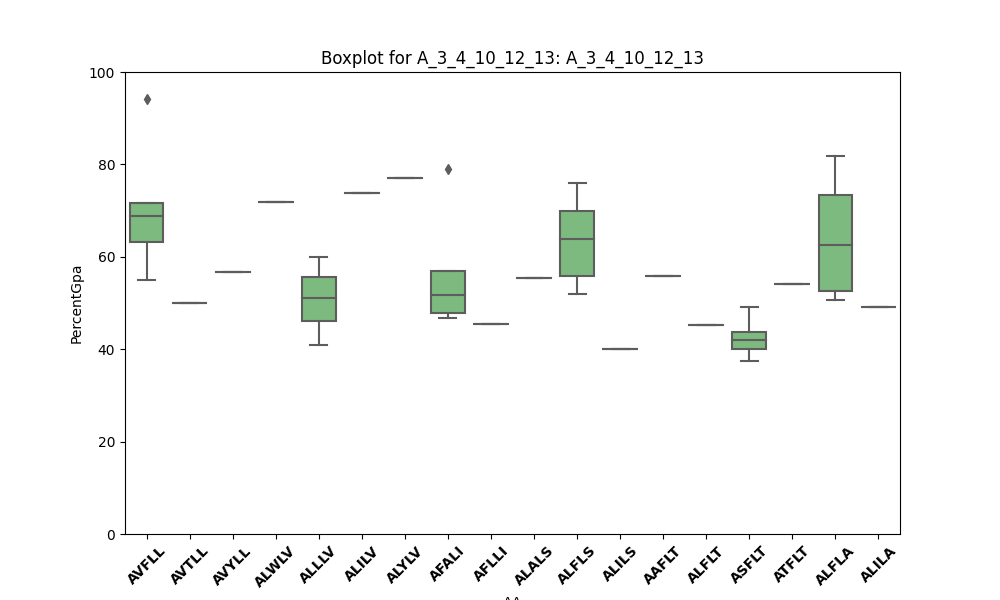 Boxplot for A_3_4_10_12_13: A_3_4_10_12_13
100
80
60
40
20
0
PercentGpa
AVFLL AVTLL AVYLL ALWLV ALLLV ALILV ALYLV AFALI AFLLI ALALS ALFLS ALILS AAFLT ALFLT ASFLT ATFLT ALFLA ALILA